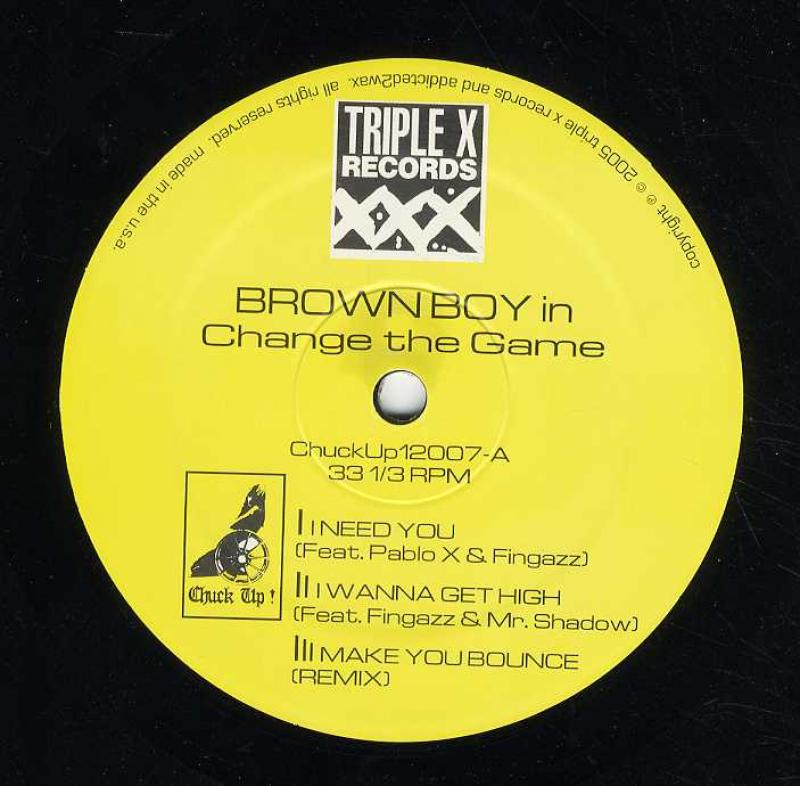 copyright ℗ © 2005 triple x records and addicted2wax. all rights reserved. made in the u.s.a.
TRIPLE X
RECORDS
XXX
BROWN BOY in
Change the Game
ChuckUp12007-A
33 1/3 RPM
I I NEED YOU
(Feat. Pablo X & Fingazz)
II I WANNA GET HIGH
(Feat. Fingazz & Mr. Shadow)
III MAKE YOU BOUNCE
(REMIX)
Chuck Up !